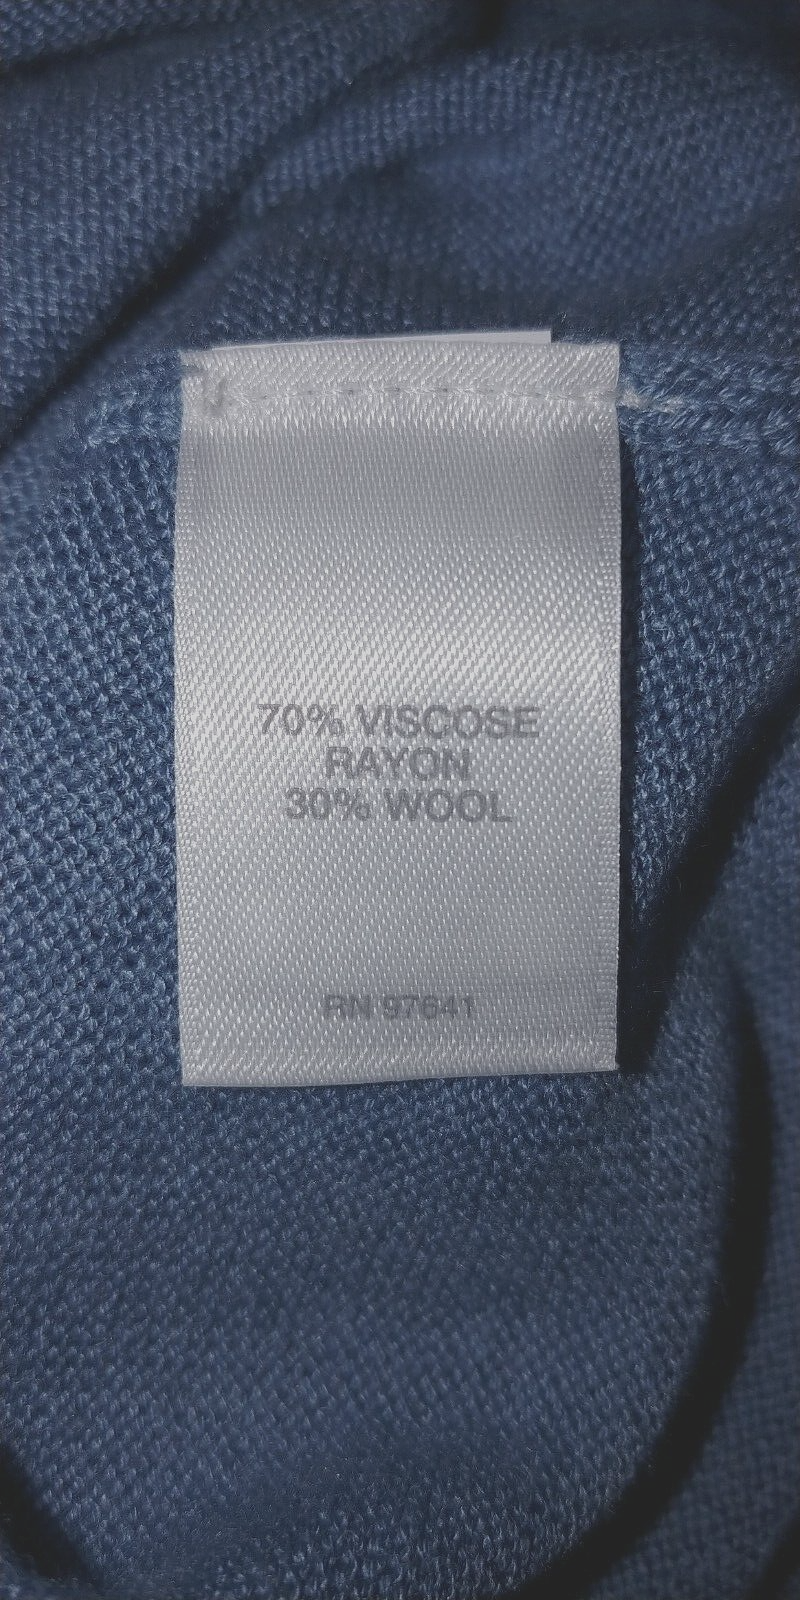 70% VISCOSE
RAYON
30% WOOL
RN 97641